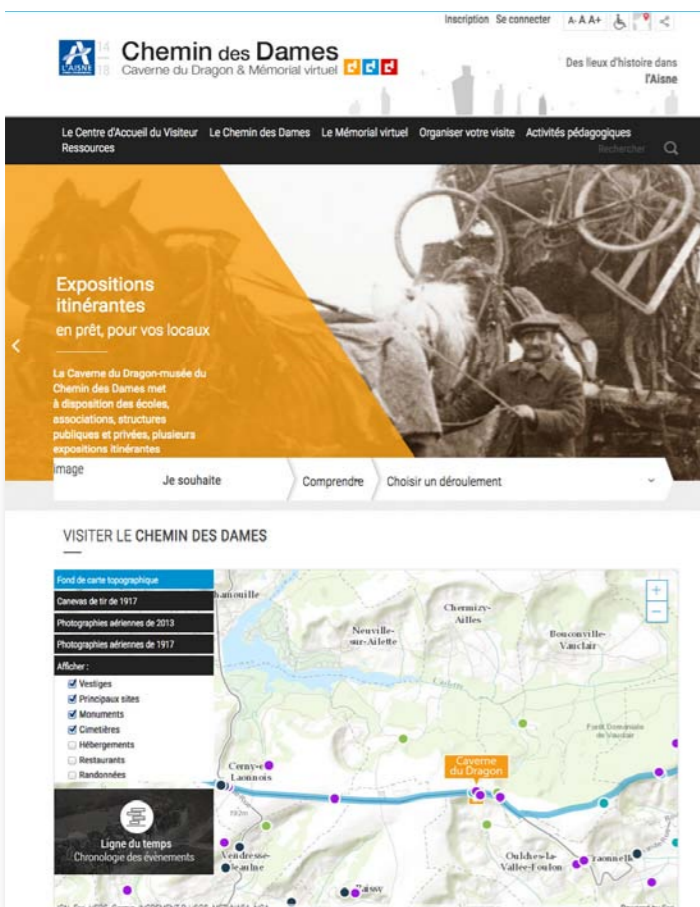 Inscription Se connecter A- A A+
14
18
L'AISNE
Chemin des Dames
Caverne du Dragon & Mémorial virtuel d d d
Des lieux d'histoire dans
l'Aisne
Le Centre d'Accueil du Visiteur Le Chemin des Dames Le Mémorial virtuel Organiser votre visite Activités pédagogiques
Ressources
Rechercher
Expositions
itinérantes
en prêt, pour vos locaux
La Caverne du Dragon-musée du
Chemin des Dames met
à disposition des écoles,
associations, structures
publiques et privées, plusieurs
expositions itinérantes
image
Je souhaite
Comprendre
Choisir un déroulement
VISITER LE CHEMIN DES DAMES
Fond de carte topographique
Canevas de tir de 1917
Photographies aériennes de 2013
Photographies aériennes de 1917
Afficher :
Vestiges
Principaux sites
Monuments
Cimetières
Hébergements
Restaurants
Randonnées
Ligne du temps
Chronologie des évènements
+
−
hamouille
Neuville-
sur-Ailette
Chermizy-
Ailles
Bouconville-
Vauclair
Forêt Domaniale
de Vauclair
Caverne
du Dragon
Cerny-e
Laonnois
192m
Vendresse-
Beaulne
Oulches-la-
Vallée-Foulon
raonnelle
Paissy